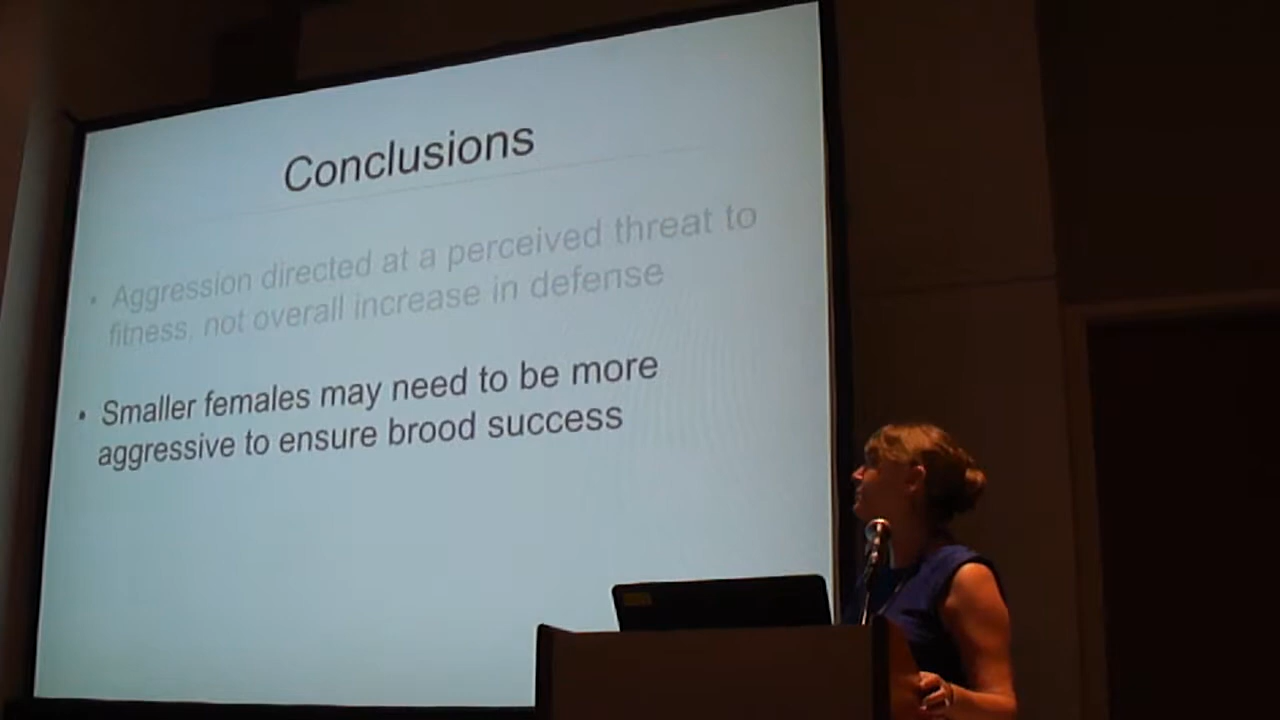 Conclusions
• Aggression directed at a perceived threat to
fitness, not overall increase in defense
• Smaller females may need to be more
aggressive to ensure brood success